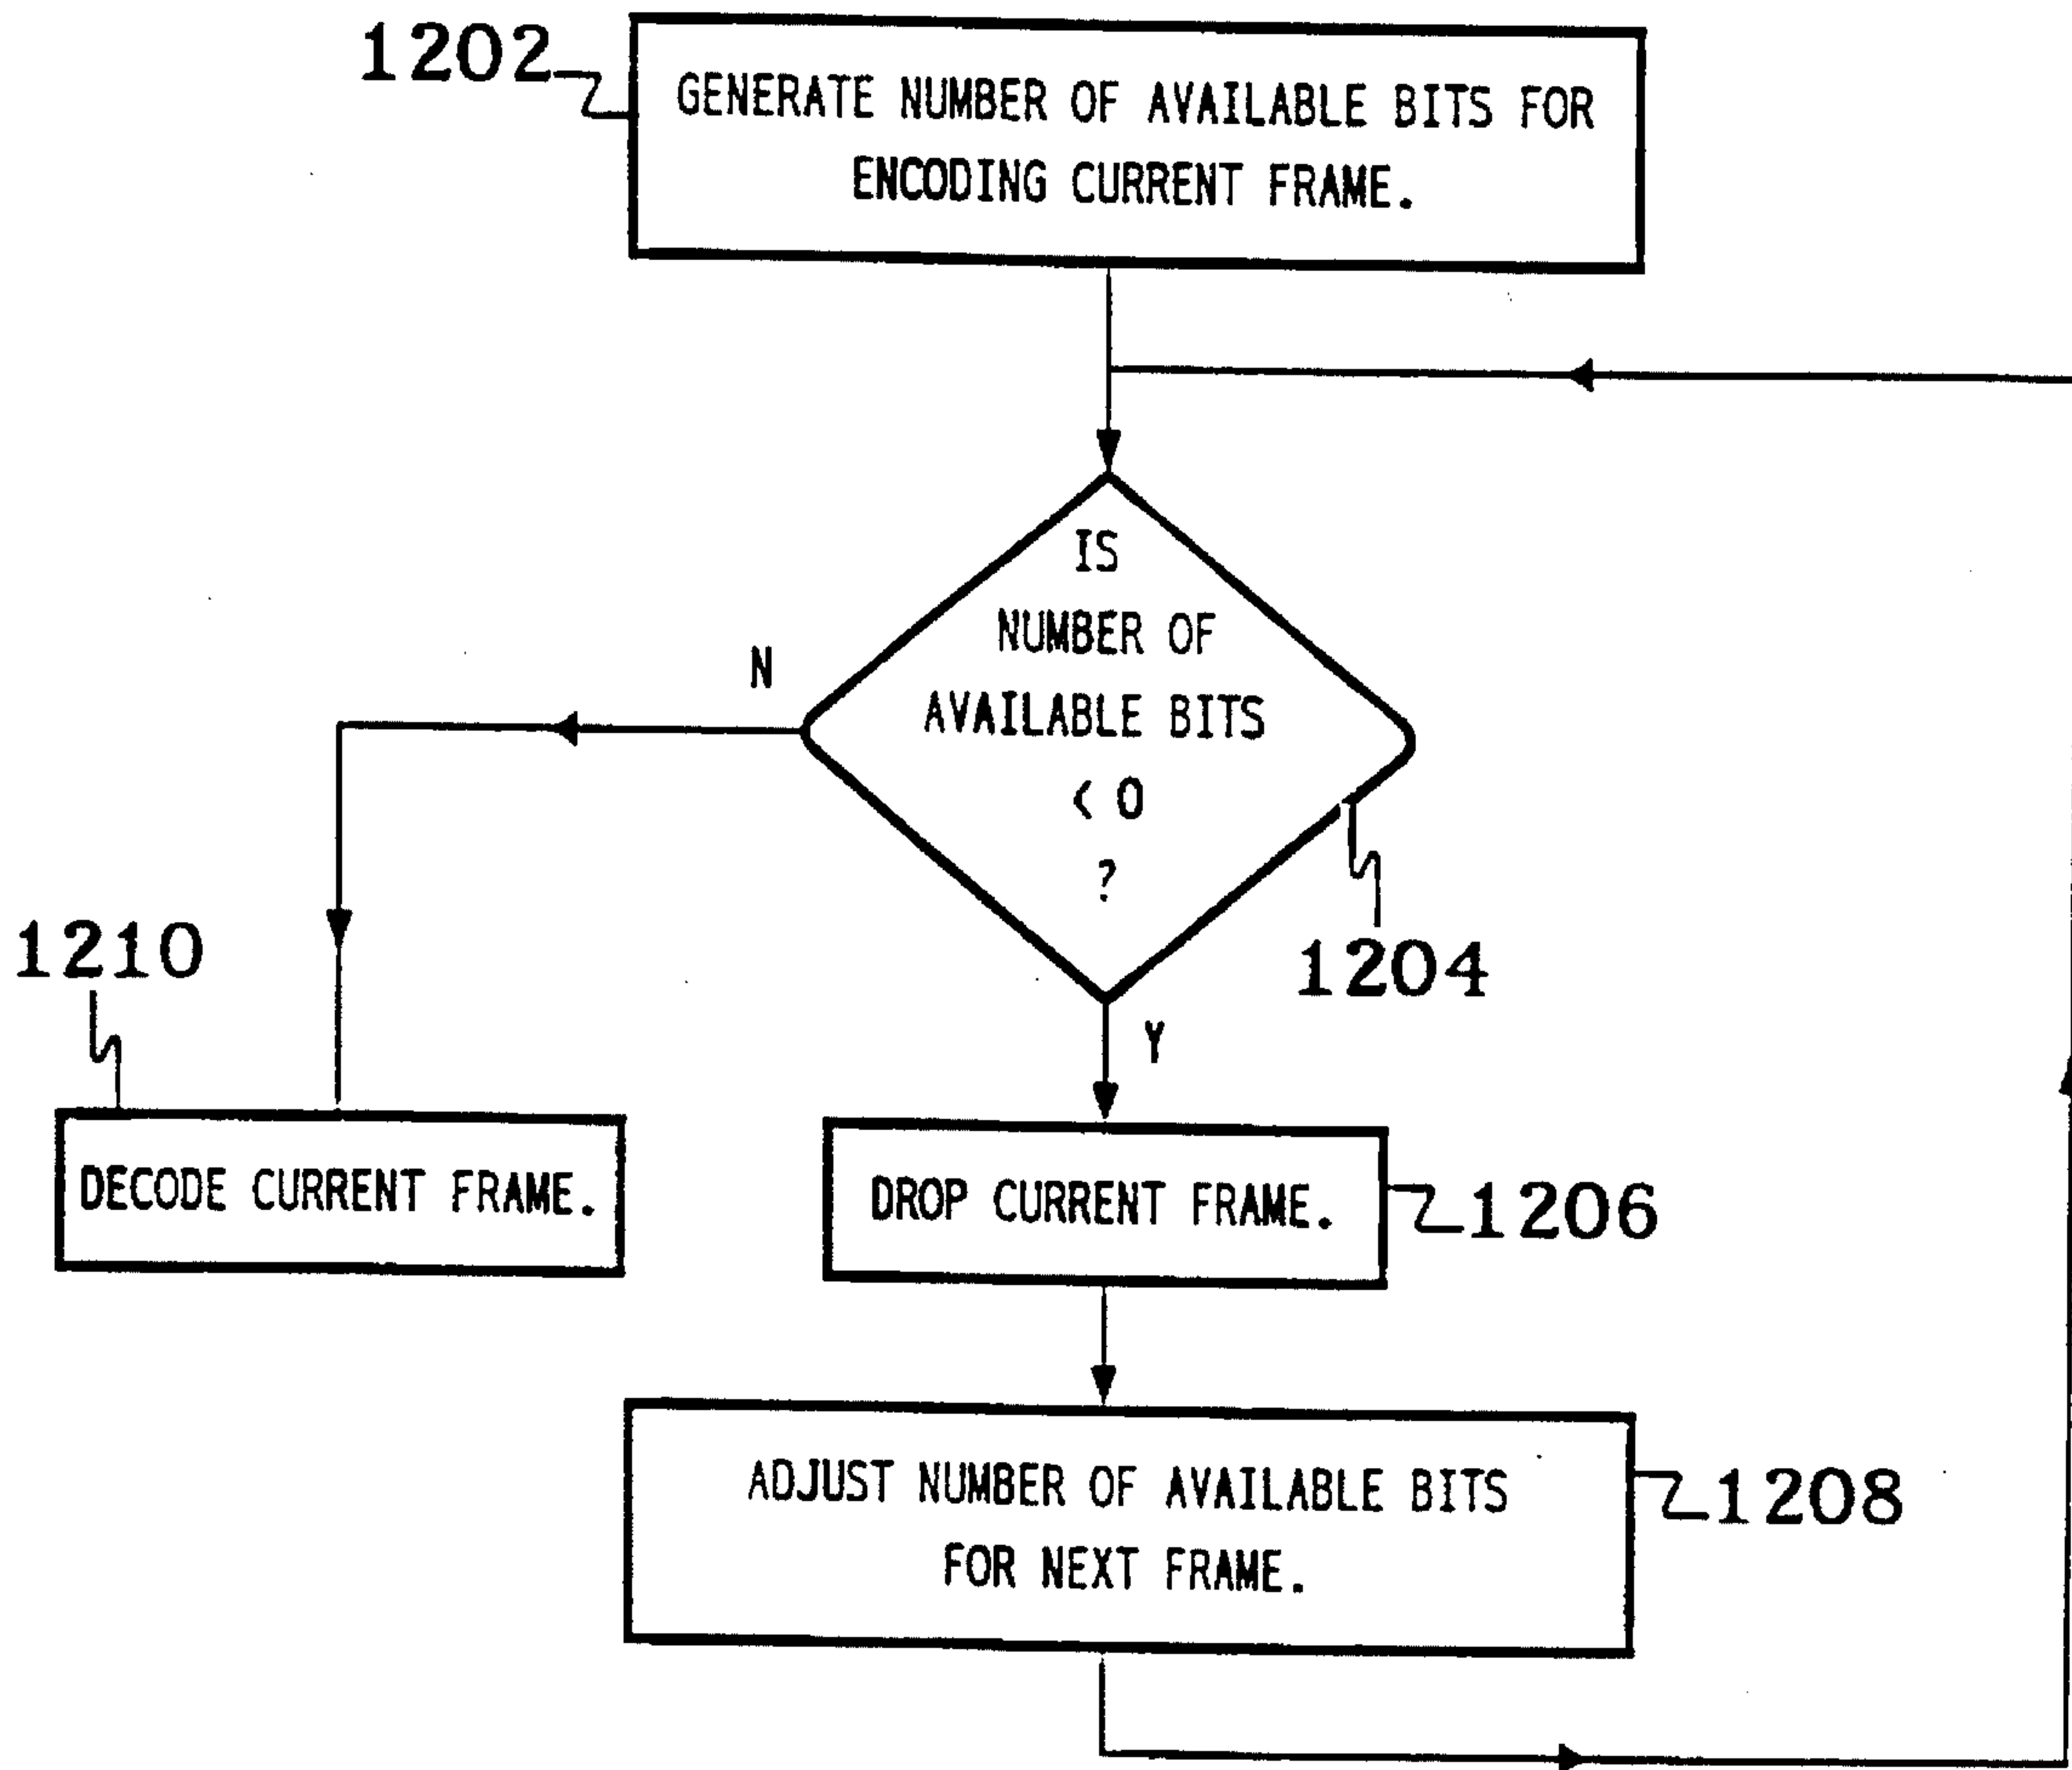 1202
GENERATE NUMBER OF AVAILABLE BITS FOR
ENCODING CURRENT FRAME.
IS
NUMBER OF
AVAILABLE BITS
< 0
?
N
1204
1210
Y
DECODE CURRENT FRAME.
DROP CURRENT FRAME.
1206
ADJUST NUMBER OF AVAILABLE BITS
FOR NEXT FRAME.
1208